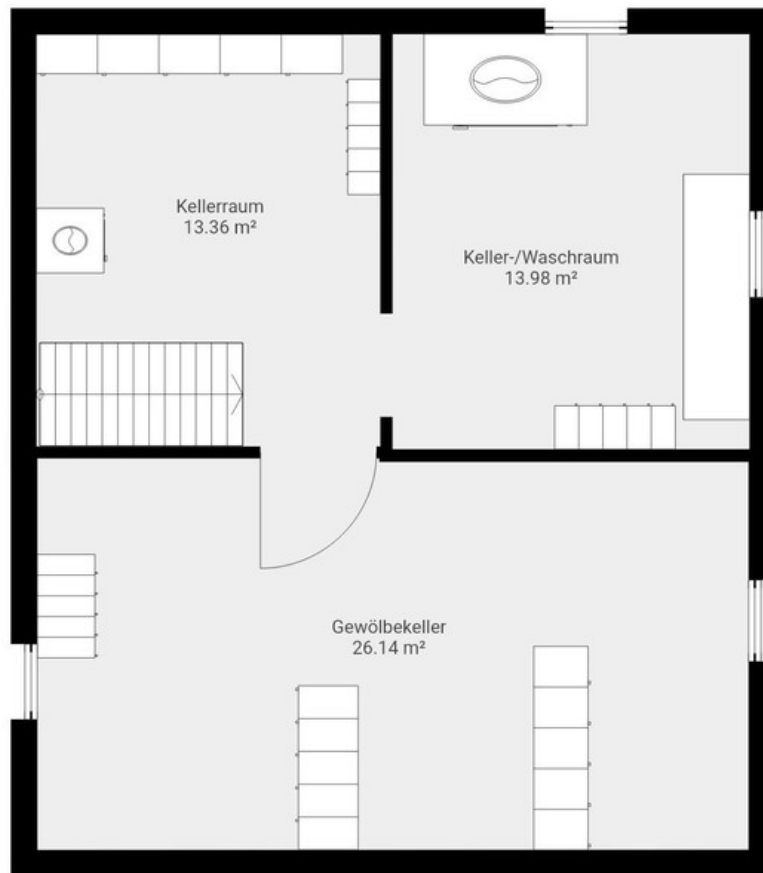 Kellerraum
13.36 m²
Keller-/Waschraum
13.98 m²
Gewölbekeller
26.14 m²